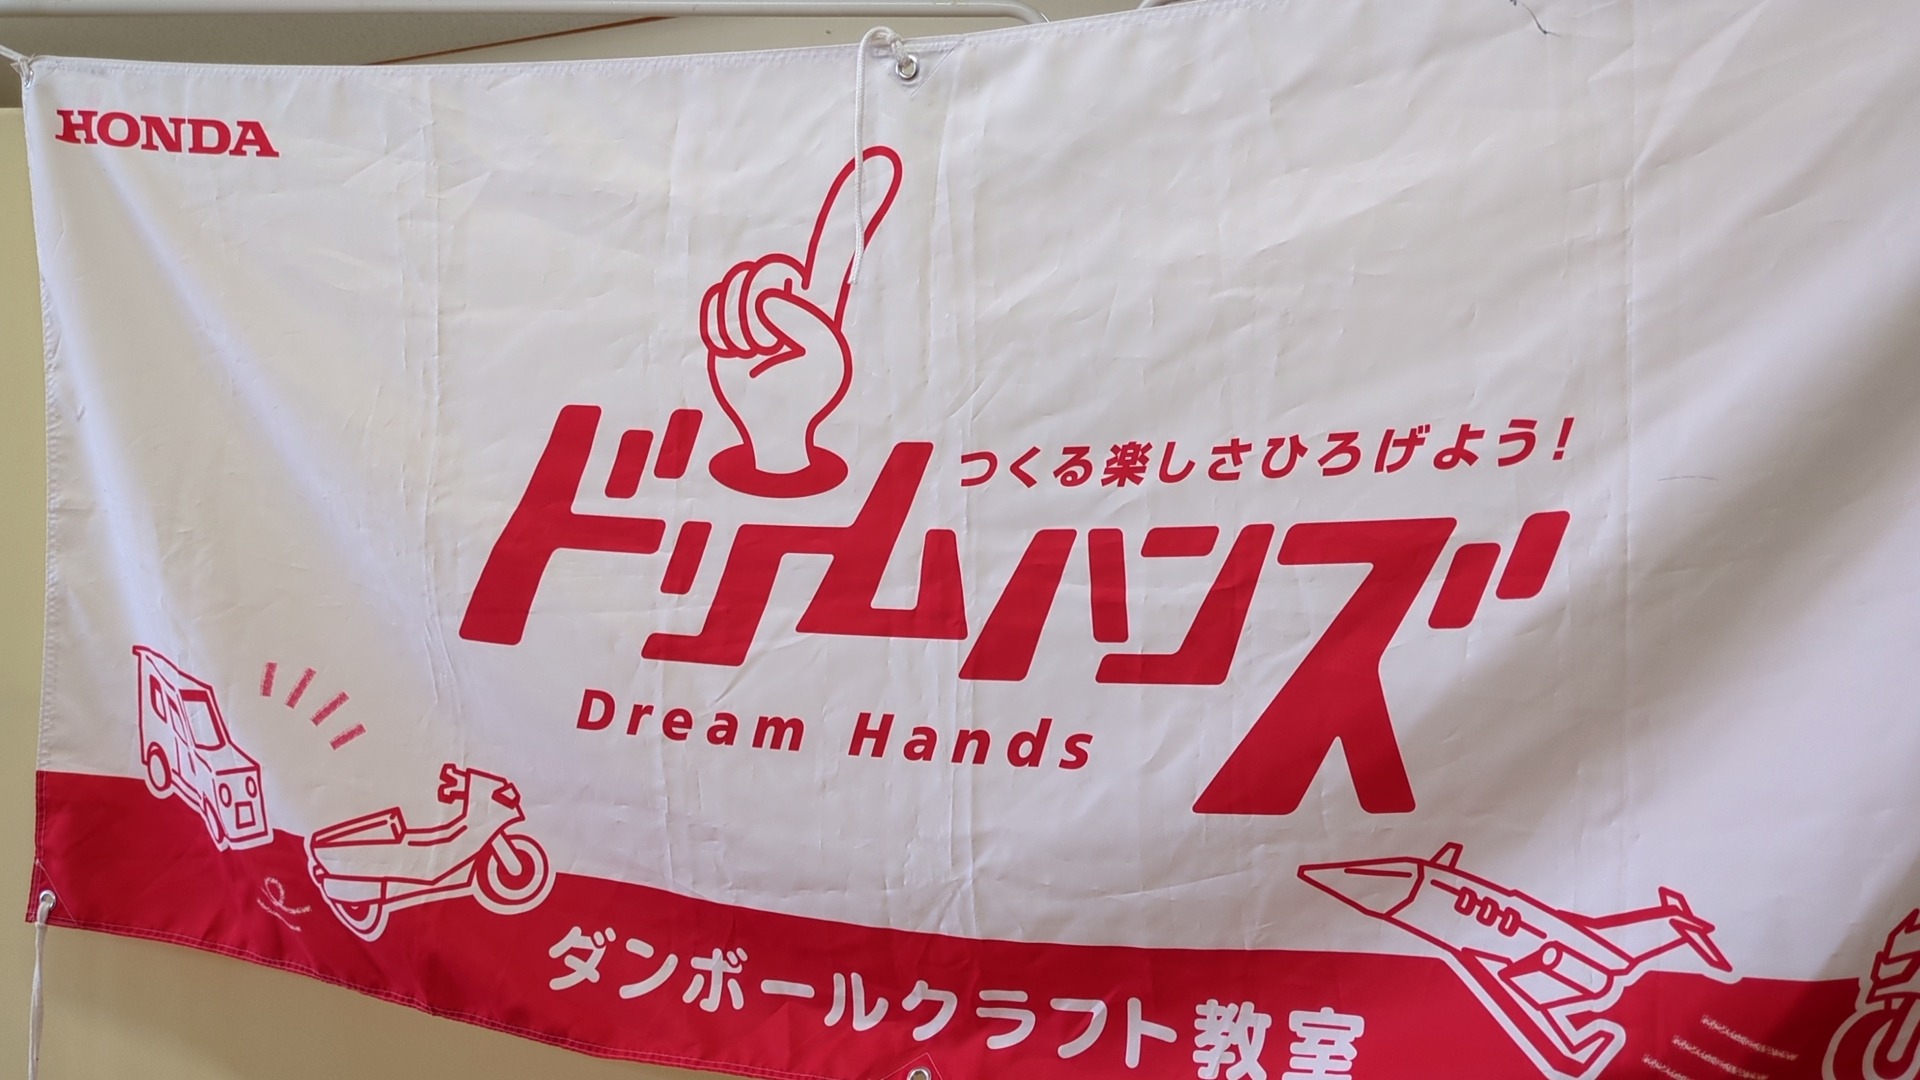 HONDA
つくる楽しさひろげよう!
ドリームハンズ
Dream Hands
ダンボールクラフト教室